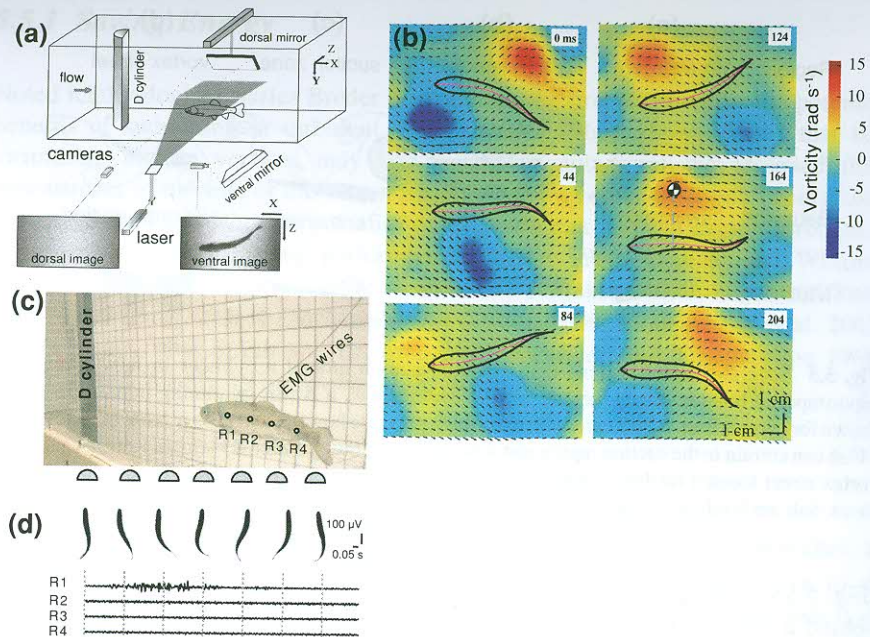 (a)
dorsal mirror
flow
D cylinder
Z
X
Y
cameras
ventral mirror
laser
X
Z
dorsal image
ventral image
(b)
0 ms
124
44
164
84
204
1 cm
1 cm
15
10
5
0
-5
-10
-15
Vorticity (rad s⁻¹)
(c)
D cylinder
EMG wires
R1
R2
R3
R4
(d)
100 µV
0.05 s
R1
R2
R3
R4